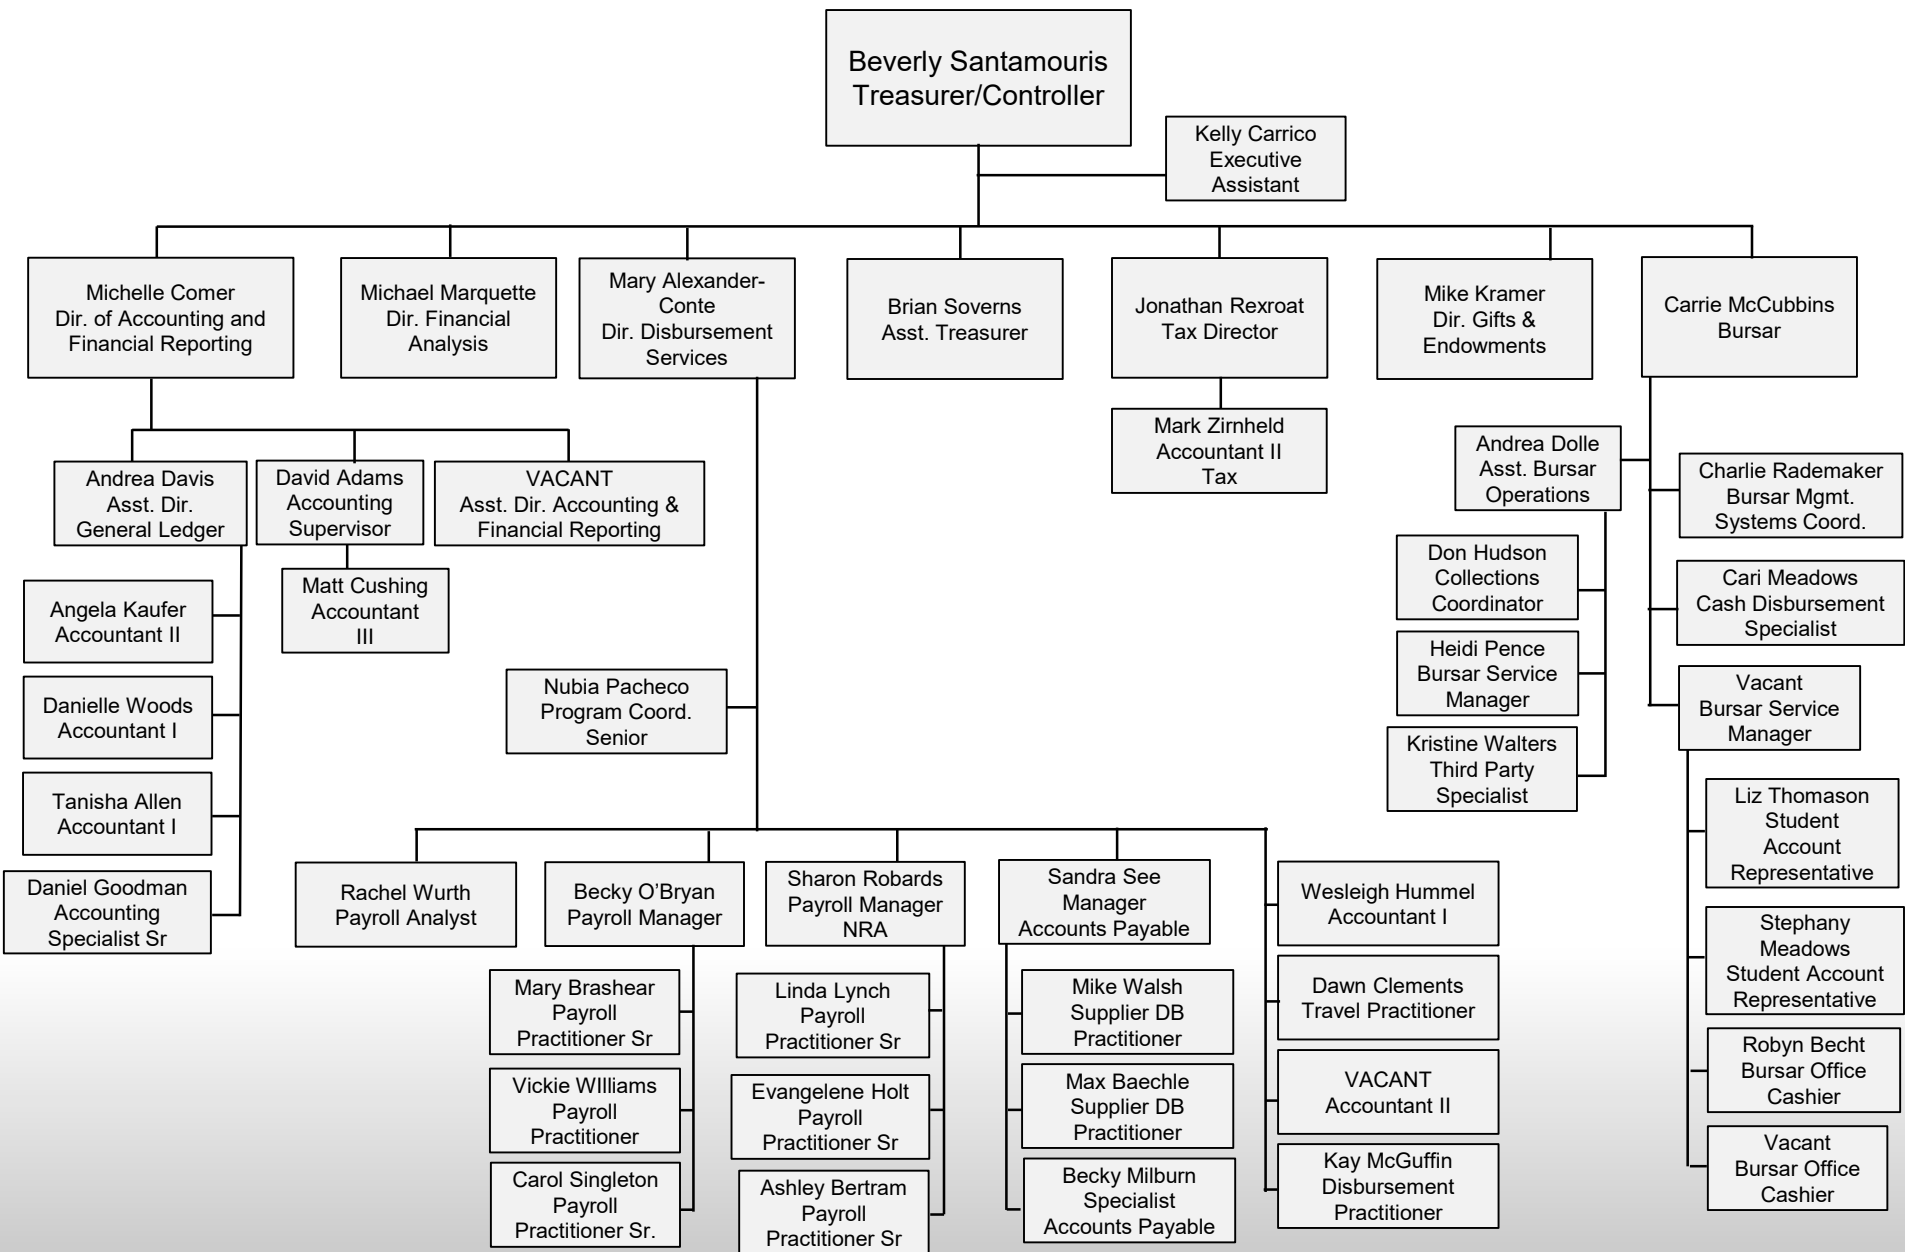 Beverly Santamouris
Treasurer/Controller
Kelly Carrico
Executive
Assistant
Michelle Comer
Dir. of Accounting and
Financial Reporting
Michael Marquette
Dir. Financial
Analysis
Mary Alexander-
Conte
Dir. Disbursement
Services
Brian Soverns
Asst. Treasurer
Jonathan Rexroat
Tax Director
Mike Kramer
Dir. Gifts &
Endowments
Carrie McCubbins
Bursar
Andrea Davis
Asst. Dir.
General Ledger
David Adams
Accounting
Supervisor
VACANT
Asst. Dir. Accounting &
Financial Reporting
Mark Zirnheld
Accountant II
Tax
Andrea Dolle
Asst. Bursar
Operations
Charlie Rademaker
Bursar Mgmt.
Systems Coord.
Angela Kaufer
Accountant II
Matt Cushing
Accountant
III
Don Hudson
Collections
Coordinator
Cari Meadows
Cash Disbursement
Specialist
Danielle Woods
Accountant I
Nubia Pacheco
Program Coord.
Senior
Heidi Pence
Bursar Service
Manager
Vacant
Bursar Service
Manager
Tanisha Allen
Accountant I
Kristine Walters
Third Party
Specialist
Liz Thomason
Student
Account
Representative
Daniel Goodman
Accounting
Specialist Sr
Rachel Wurth
Payroll Analyst
Becky O’Bryan
Payroll Manager
Sharon Robards
Payroll Manager
NRA
Sandra See
Manager
Accounts Payable
Wesleigh Hummel
Accountant I
Stephany
Meadows
Student Account
Representative
Mary Brashear
Payroll
Practitioner Sr
Linda Lynch
Payroll
Practitioner Sr
Mike Walsh
Supplier DB
Practitioner
Dawn Clements
Travel Practitioner
Robyn Becht
Bursar Office
Cashier
Vickie WIlliams
Payroll
Practitioner
Evangelene Holt
Payroll
Practitioner Sr
Max Baechle
Supplier DB
Practitioner
VACANT
Accountant II
Vacant
Bursar Office
Cashier
Carol Singleton
Payroll
Practitioner Sr.
Ashley Bertram
Payroll
Practitioner Sr
Becky Milburn
Specialist
Accounts Payable
Kay McGuffin
Disbursement
Practitioner